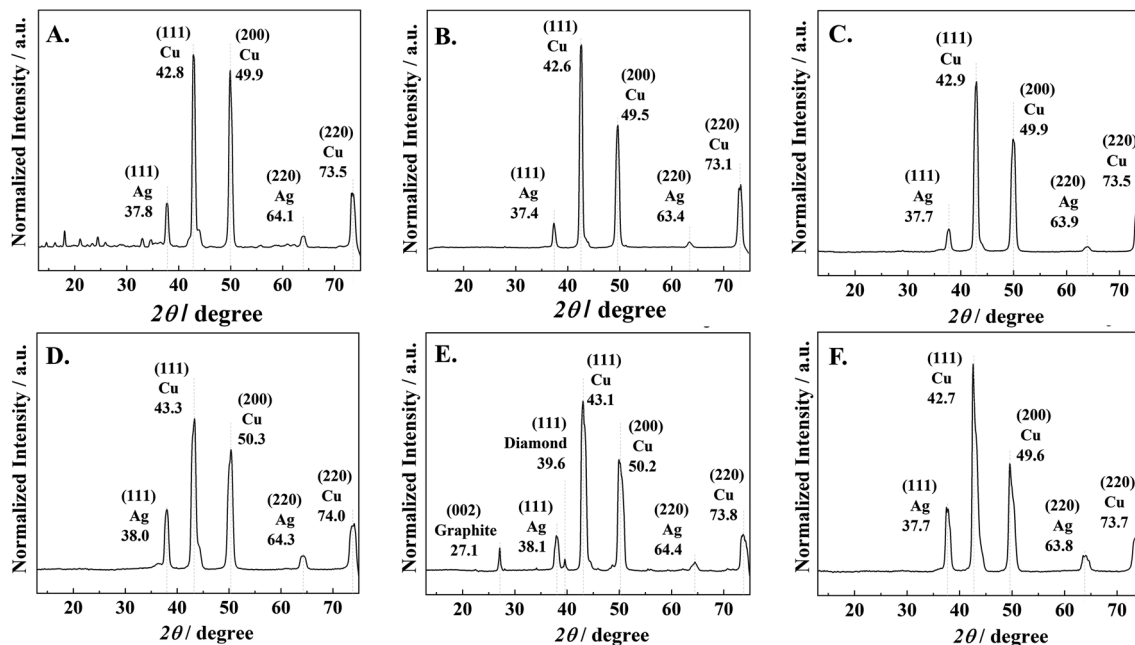 A.
(111)
Cu
42.8
(200)
Cu
49.9
(220)
Cu
73.5
(111)
Ag
37.8
(220)
Ag
64.1
Normalized Intensity / a.u.
20 30 40 50 60 70
2θ / degree
B.
(111)
Cu
42.6
(200)
Cu
49.5
(220)
Cu
73.1
(111)
Ag
37.4
(220)
Ag
63.4
Normalized Intensity / a.u.
20 30 40 50 60 70
2θ / degree
C.
(111)
Cu
42.9
(200)
Cu
49.9
(220)
Cu
73.5
(111)
Ag
37.7
(220)
Ag
63.9
Normalized Intensity / a.u.
20 30 40 50 60 70
2θ / degree
D.
(111)
Cu
43.3
(200)
Cu
50.3
(220)
Cu
74.0
(111)
Ag
38.0
(220)
Ag
64.3
Normalized Intensity / a.u.
20 30 40 50 60 70
2θ / degree
E.
(111)
Cu
43.1
(111)
Diamond
39.6
(200)
Cu
50.2
(002)
Graphite
27.1
(111)
Ag
38.1
(220)
Ag
64.4
(220)
Cu
73.8
Normalized Intensity / a.u.
20 30 40 50 60 70
2θ / degree
F.
(111)
Cu
42.7
(200)
Cu
49.6
(111)
Ag
37.7
(220)
Ag
63.8
(220)
Cu
73.7
Normalized Intensity / a.u.
20 30 40 50 60 70
2θ / degree